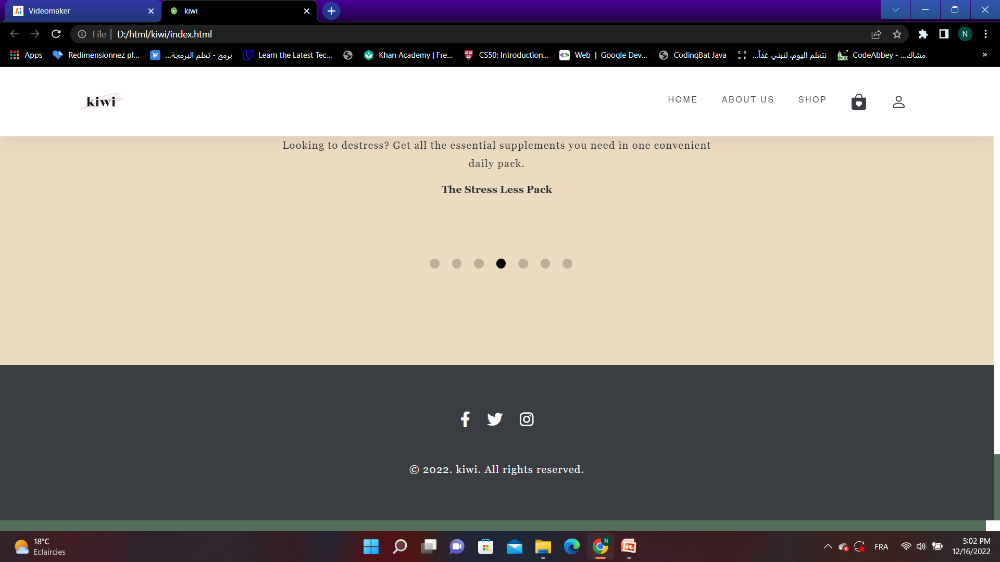 Videomaker
kiwi
File | D:/html/kiwi/index.html
N
Apps
Redimensionnez pl...
برمج - تعلم البرمجة...
Learn the Latest Tec...
Khan Academy | Fre...
CS50: Introduction...
Web | Google Dev...
CodingBat Java
نتعلم اليوم، لنبني غداً...
CodeAbbey - مشاك...
»
kiwi
HOME
ABOUT US
SHOP
Looking to destress? Get all the essential supplements you need in one convenient
daily pack.
The Stress Less Pack
© 2022. kiwi. All rights reserved.
18°C
Eclaircies
N
FRA
5:02 PM
12/16/2022